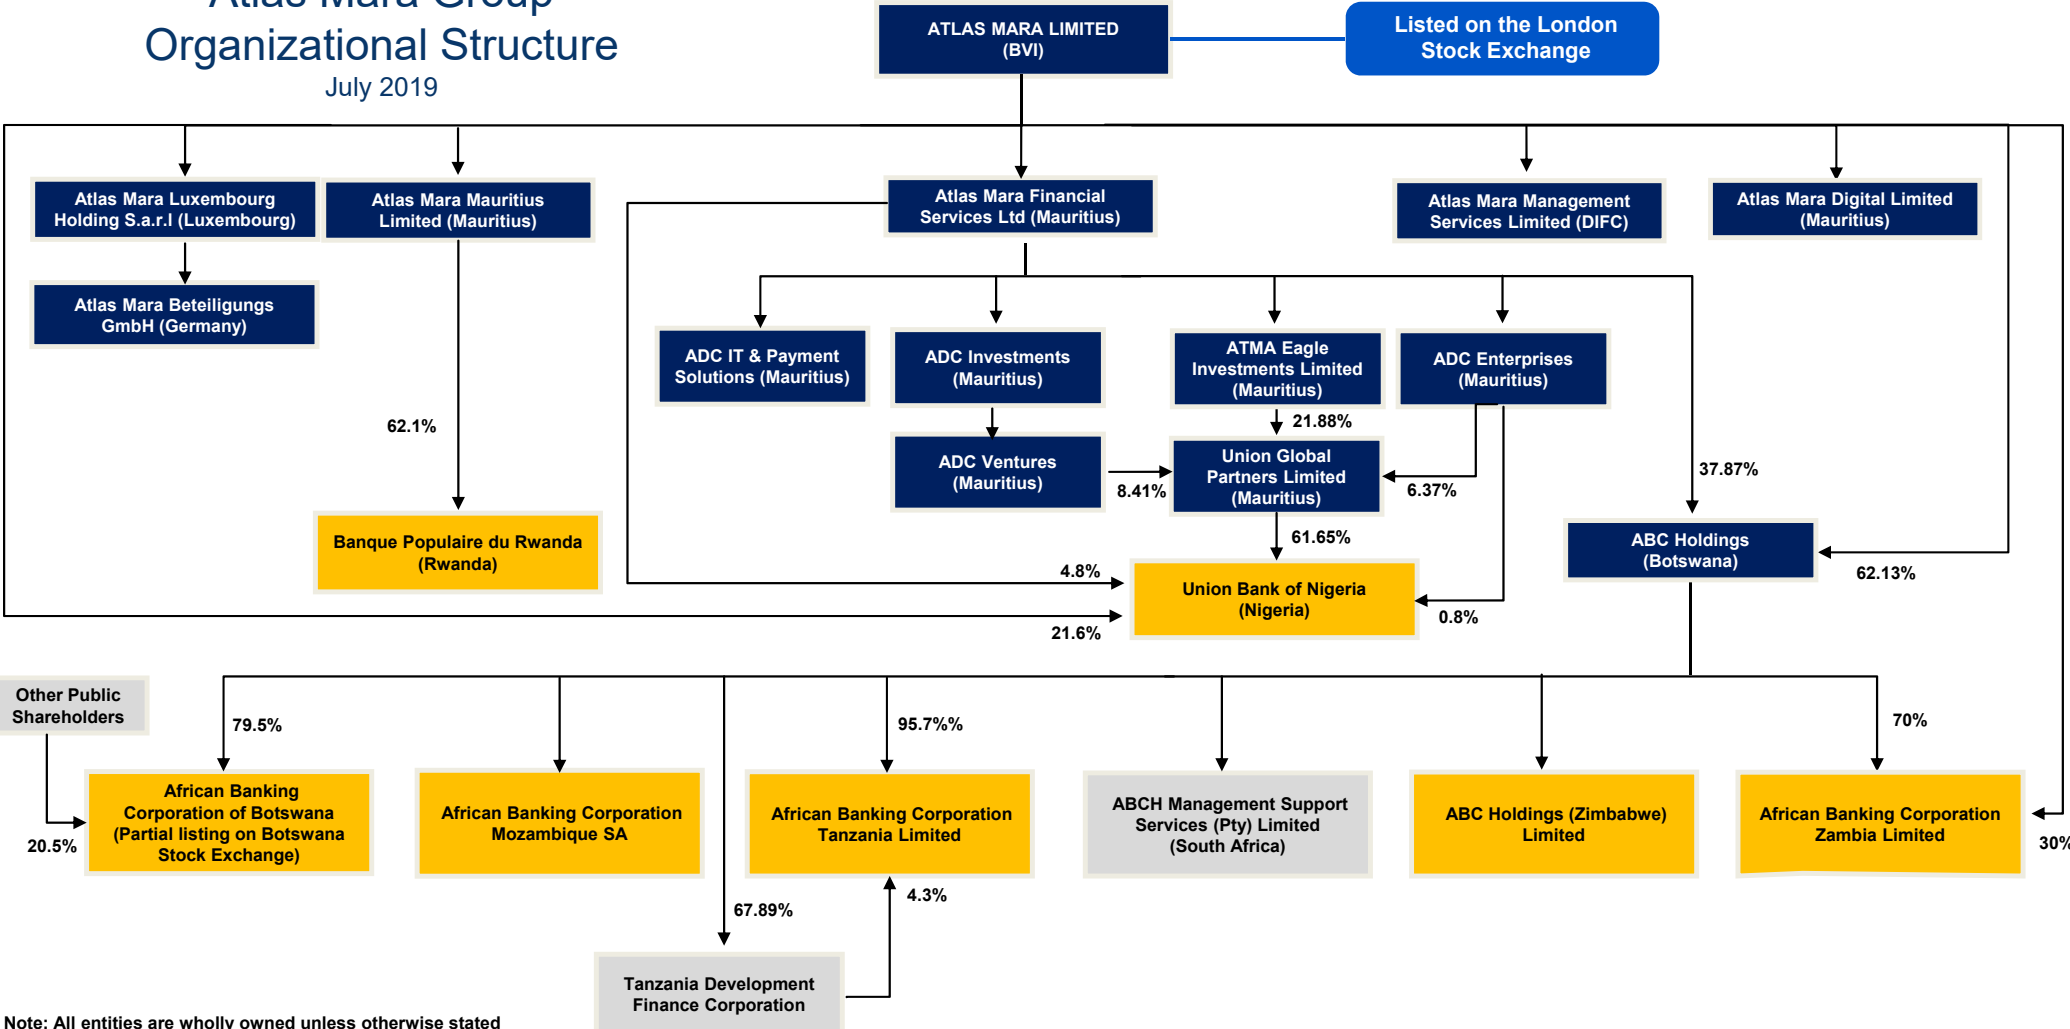 Atlas Mara Group
Organizational Structure
July 2019
ATLAS MARA LIMITED
(BVI)
Listed on the London
Stock Exchange
Atlas Mara Luxembourg
Holding S.a.r.l (Luxembourg)
Atlas Mara Mauritius
Limited (Mauritius)
Atlas Mara Financial
Services Ltd (Mauritius)
Atlas Mara Management
Services Limited (DIFC)
Atlas Mara Digital Limited
(Mauritius)
Atlas Mara Beteiligungs
GmbH (Germany)
ADC IT & Payment
Solutions (Mauritius)
ADC Investments
(Mauritius)
ATMA Eagle
Investments Limited
(Mauritius)
ADC Enterprises
(Mauritius)
62.1%
21.88%
ADC Ventures
(Mauritius)
8.41%
Union Global
Partners Limited
(Mauritius)
6.37%
37.87%
Banque Populaire du Rwanda
(Rwanda)
61.65%
ABC Holdings
(Botswana)
62.13%
4.8%
Union Bank of Nigeria
(Nigeria)
0.8%
21.6%
Other Public
Shareholders
79.5%
95.7%%
70%
African Banking
Corporation of Botswana
(Partial listing on Botswana
Stock Exchange)
20.5%
African Banking Corporation
Mozambique SA
African Banking Corporation
Tanzania Limited
ABCH Management Support
Services (Pty) Limited
(South Africa)
ABC Holdings (Zimbabwe)
Limited
African Banking Corporation
Zambia Limited
30%
4.3%
67.89%
Tanzania Development
Finance Corporation
Note: All entities are wholly owned unless otherwise stated